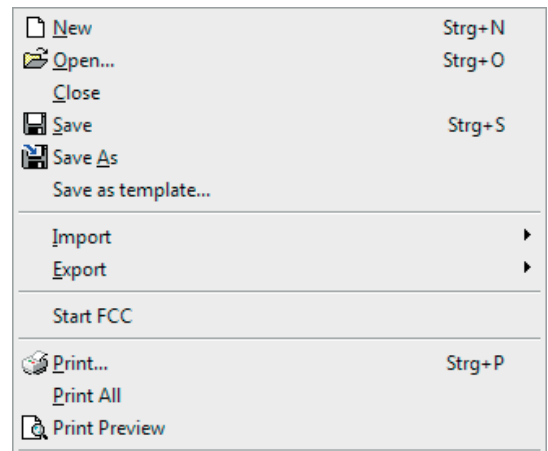 New Strg+N
Open... Strg+O
Close
Save Strg+S
Save As
Save as template...
Import
Export
Start FCC
Print... Strg+P
Print All
Print Preview